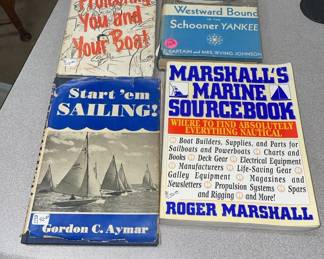 Protecting
You and
Your Boat
Westward Bound
IN THE
Schooner YANKEE
CAPTAIN AND MRS. IRVING JOHNSON
Start 'em
SAILING!
Gordon C. Aymar
MARSHALL'S
MARINE
SOURCEBOOK
WHERE TO FIND ABSOLUTELY
EVERYTHING NAUTICAL
Boat Builders, Supplies, and Parts for
Sailboats and Powerboats Charts and
Books Deck Gear Electrical Equipment
Manufacturers Life-Saving Gear
Galley Equipment Magazines and
Newsletters Propulsion Systems Spars
and Rigging and More!
ROGER MARSHALL